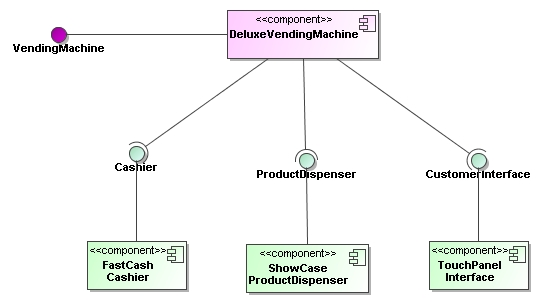 <<component>>
DeluxeVendingMachine
VendingMachine
Cashier
ProductDispenser
CustomerInterface
<<component>>
FastCash
Cashier
<<component>>
ShowCase
ProductDispenser
<<component>>
TouchPanel
Interface